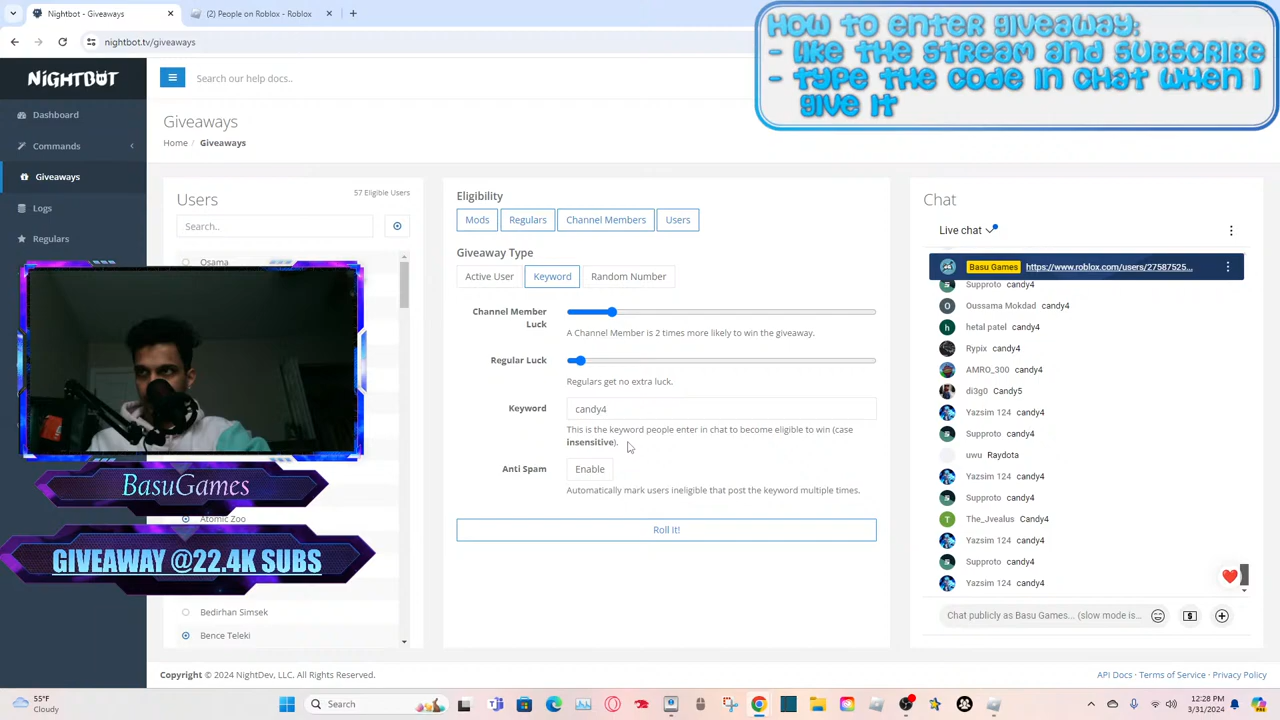 Nightbot
(2) People on Roblox - Roblox
nightbot.tv/giveaways
HOW TO ENTER GIVEAWAY:
- LIKE THE STREAM AND SUBSCRIBE
- TYPE THE CODE IN CHAT WHEN I
GIVE IT
NIGHTBOT
Search our help docs..
Dashboard
Commands
Giveaways
Logs
Regulars
Giveaways
Home / Giveaways
Users
57 Eligible Users
Search..
Osama
Atomic Zoo
Bedirhan Simsek
Bence Teleki
BasuGames
GIVEAWAY @22.4K SUBS
Eligibility
Mods
Regulars
Channel Members
Users
Giveaway Type
Active User
Keyword
Random Number
Channel Member Luck
A Channel Member is 2 times more likely to win the giveaway.
Regular Luck
Regulars get no extra luck.
Keyword
candy4
This is the keyword people enter in chat to become eligible to win (case
insensitive).
Anti Spam
Enable
Automatically mark users ineligible that post the keyword multiple times.
Roll It!
Chat
Live chat
Basu Games https://www.roblox.com/users/27587525...
Supproto candy4
Oussama Mokdad candy4
hetal patel candy4
Rypix candy4
AMRO_300 candy4
di3g0 Candy5
Yazsim 124 candy4
Supproto candy4
uwu Raydota
Yazsim 124 candy4
Supproto candy4
The_Jvealus Candy4
Yazsim 124 candy4
Supproto candy4
Yazsim 124 candy4
Chat publicly as Basu Games... (slow mode is...
Copyright © 2024 NightDev, LLC. All Rights Reserved.
API Docs · Terms of Service · Privacy Policy
55°F
Cloudy
Search
12:28 PM
3/31/2024